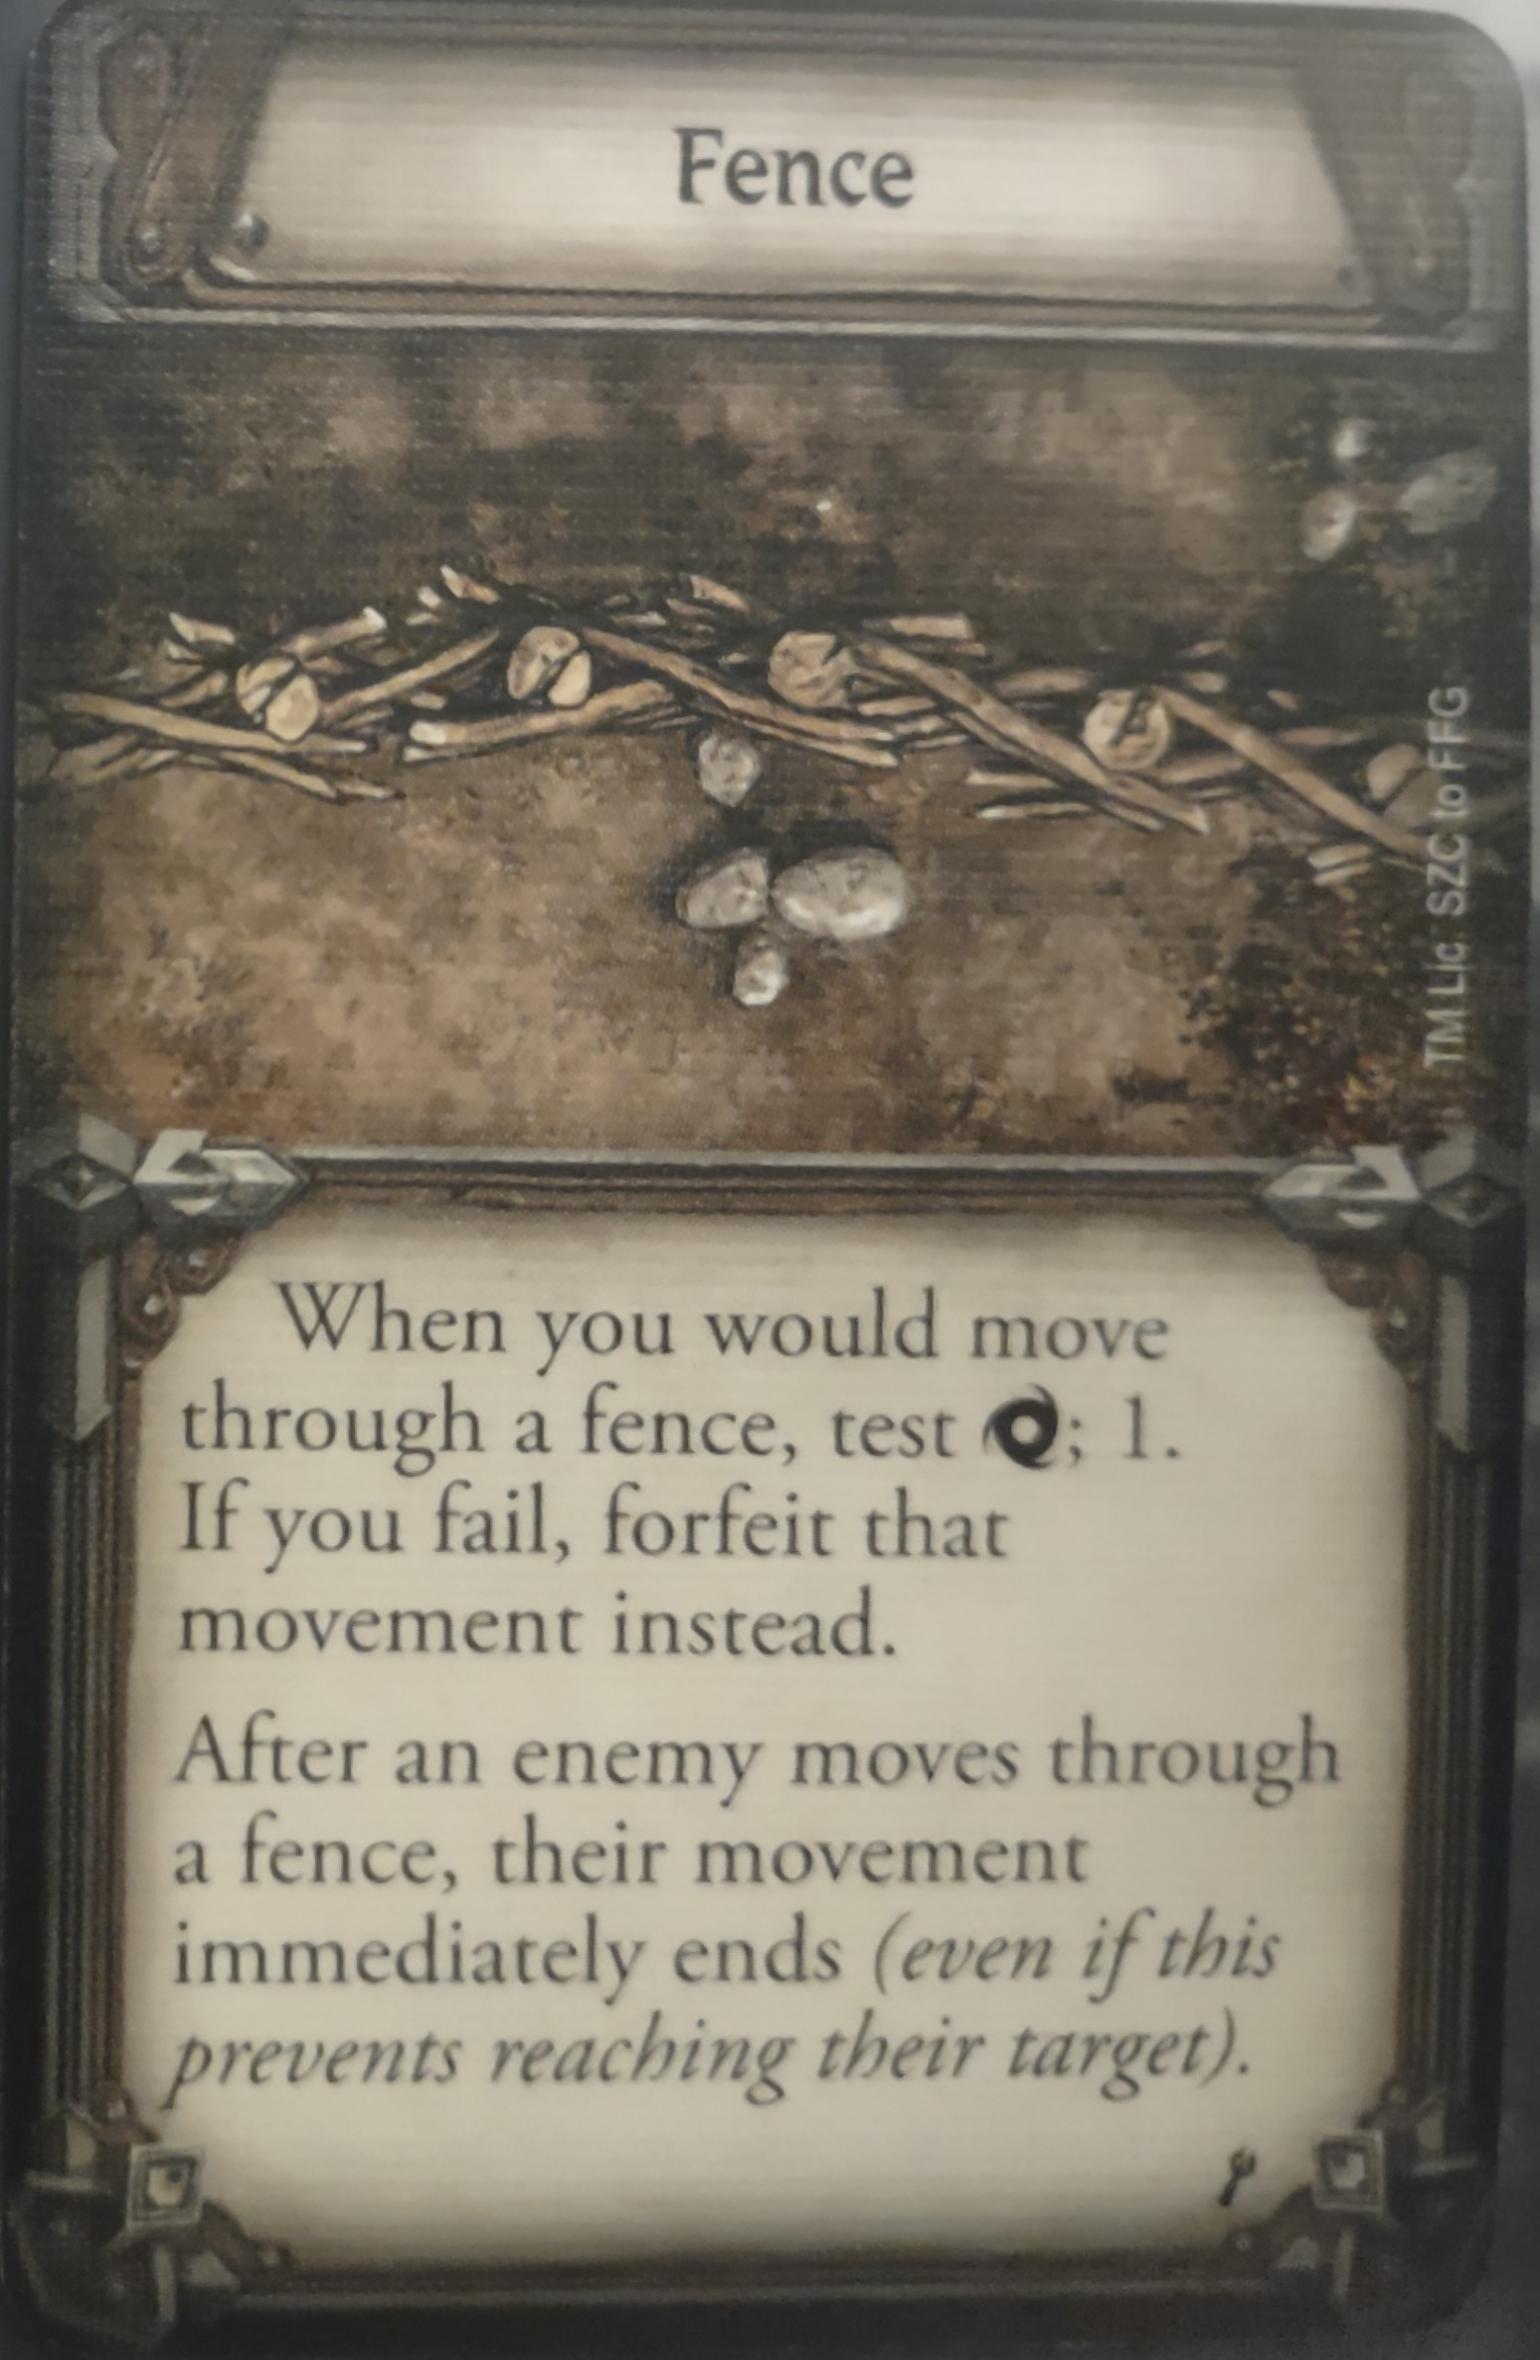 Fence
TM Lic SZC to FFG
When you would move
through a fence, test ; 1.
If you fail, forfeit that
movement instead.
After an enemy moves through
a fence, their movement
immediately ends (even if this
prevents reaching their target).